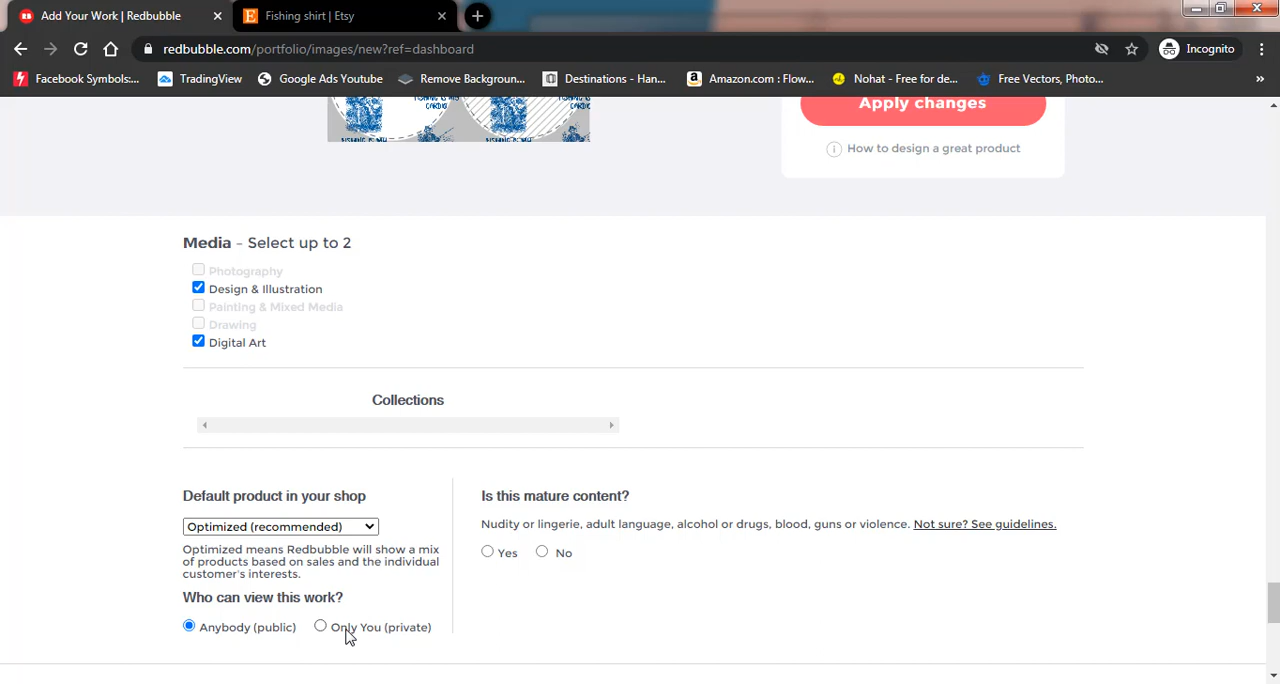 Add Your Work | Redbubble
Fishing shirt | Etsy
redbubble.com/portfolio/images/new?ref=dashboard
Incognito
Facebook Symbols:...
TradingView
Google Ads Youtube
Remove Backgroun...
Destinations - Han...
Amazon.com : Flow...
Nohat - Free for de...
Free Vectors, Photo...
»
CARDIO
FISHING IS MY
Apply changes
How to design a great product
Media - Select up to 2
Photography
Design & Illustration
Painting & Mixed Media
Drawing
Digital Art
Collections
Default product in your shop
Is this mature content?
Optimized (recommended)
Nudity or lingerie, adult language, alcohol or drugs, blood, guns or violence. Not sure? See guidelines.
Optimized means Redbubble will show a mix
of products based on sales and the individual
customer's interests.
Yes
No
Who can view this work?
Anybody (public)
Only You (private)